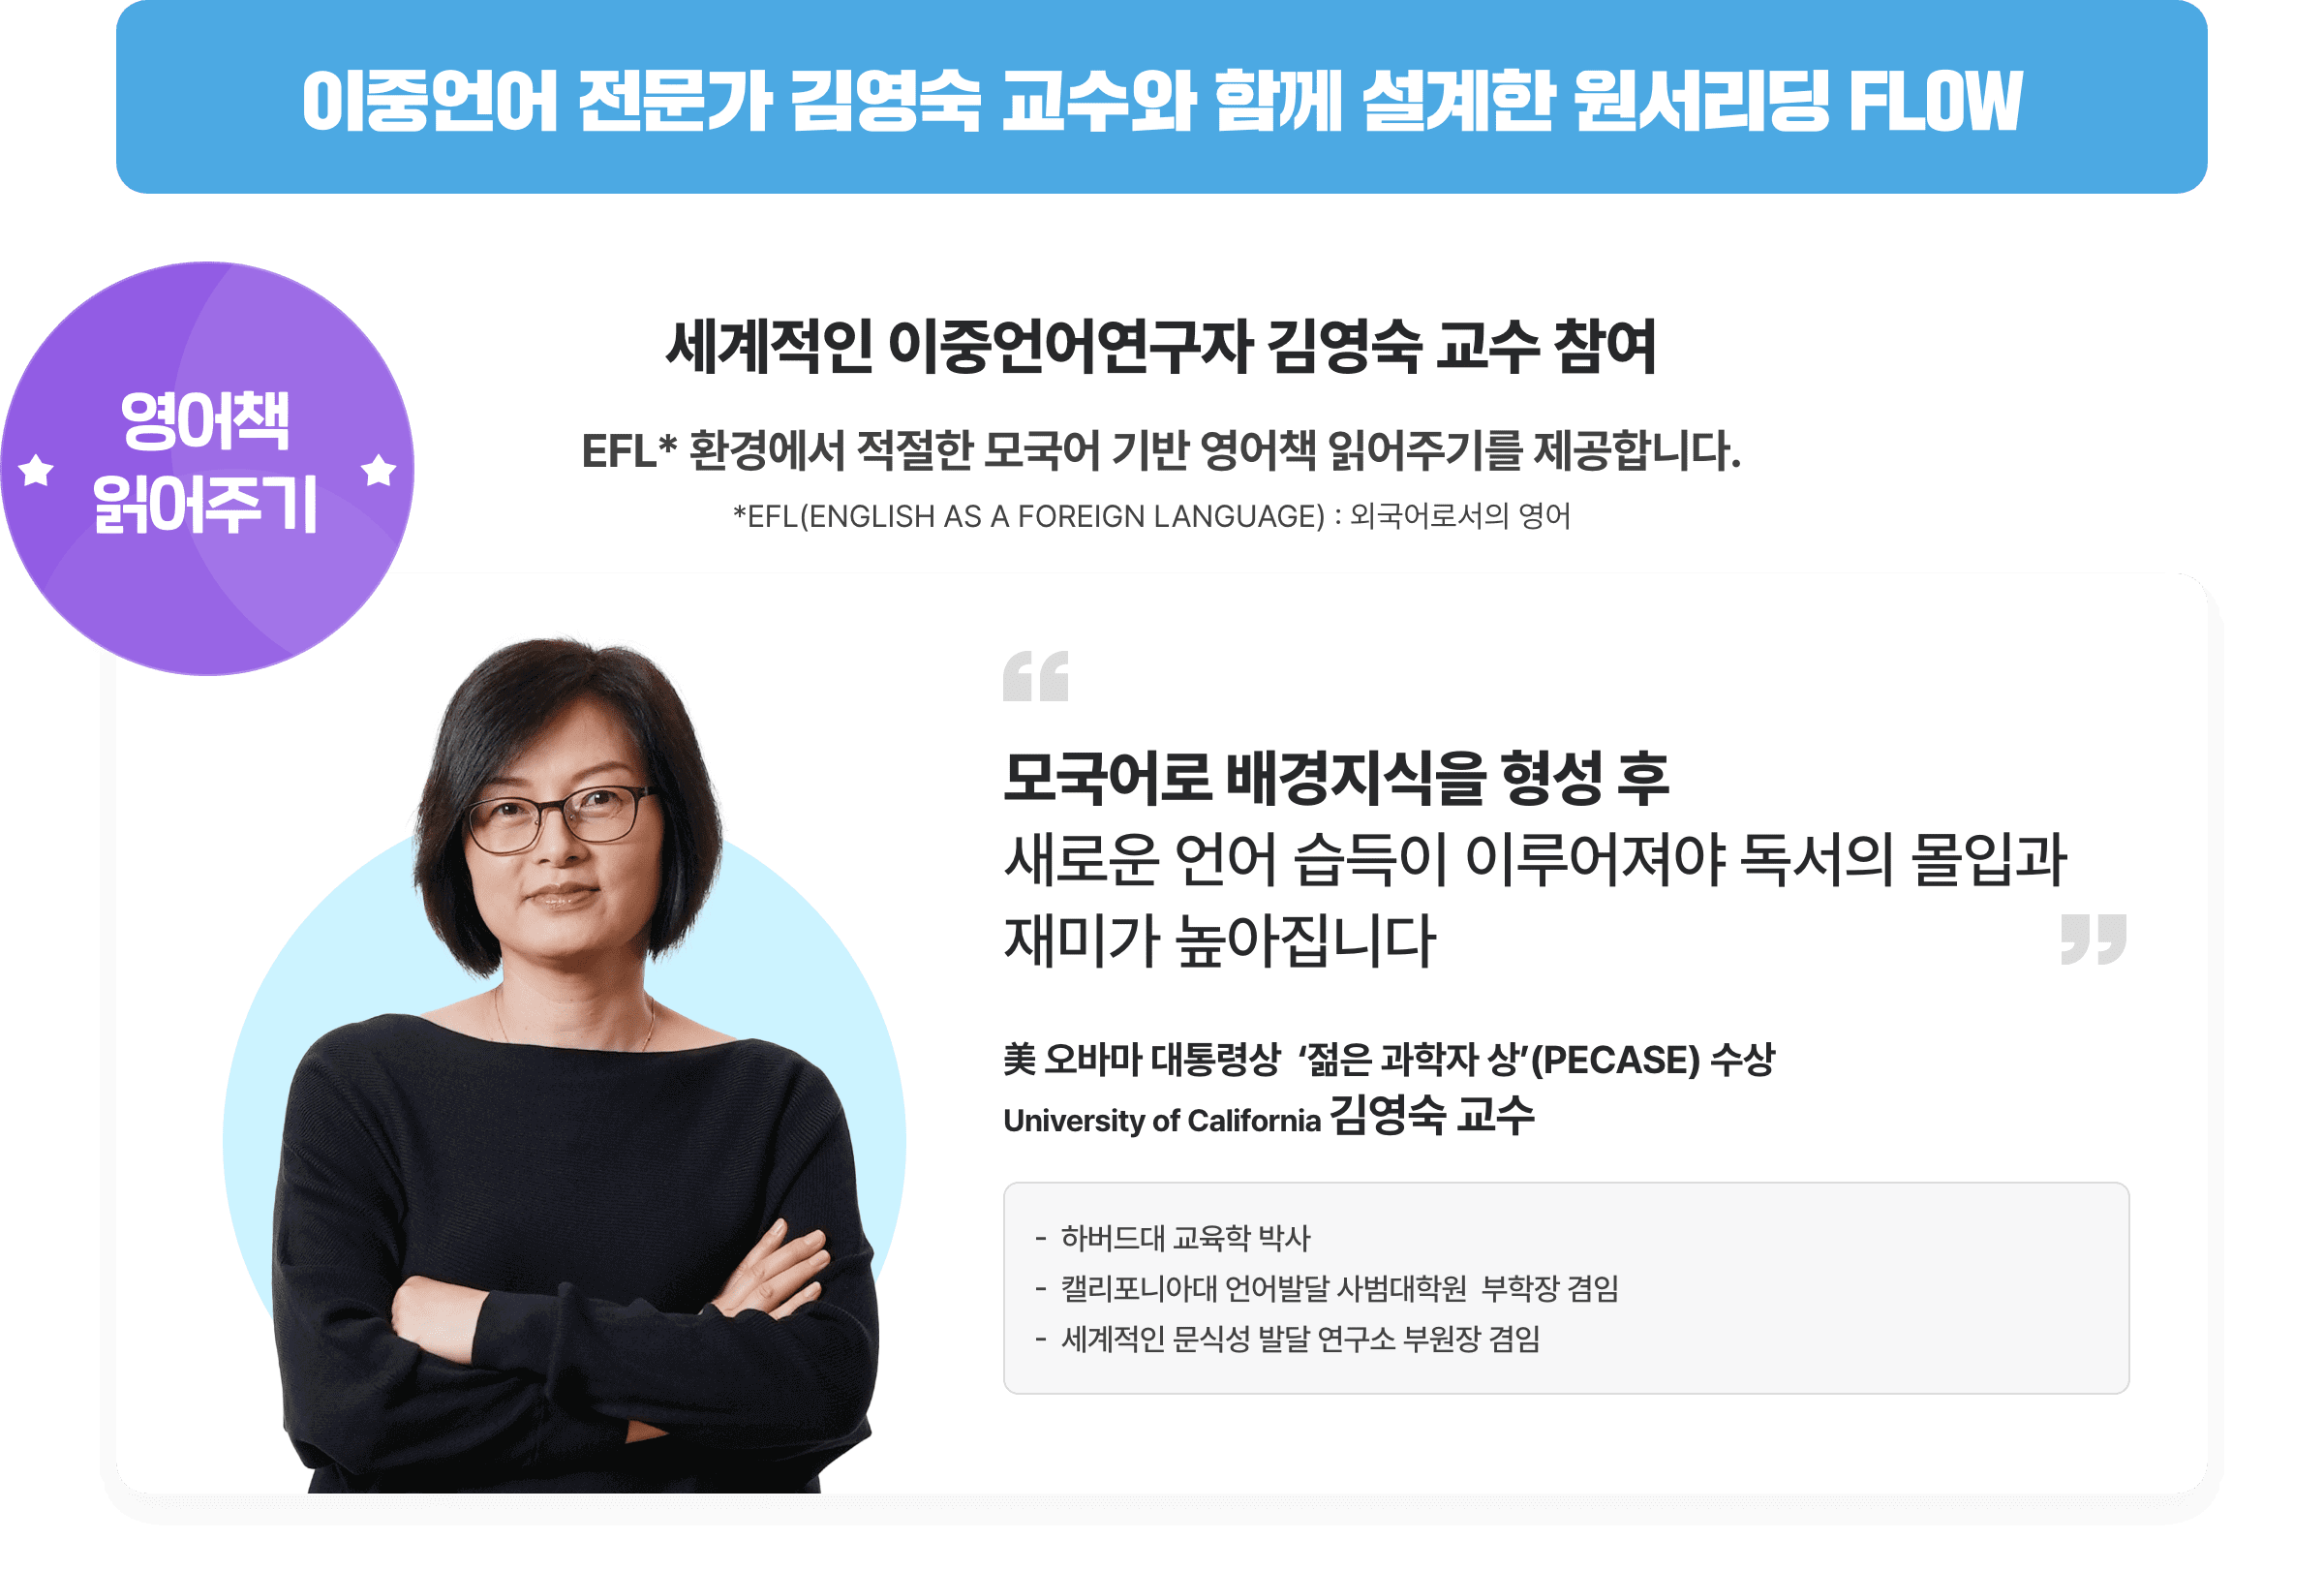 이중언어 전문가 김영숙 교수와 함께 설계한 원서리딩 FLOW
영어책
읽어주기
세계적인 이중언어연구자 김영숙 교수 참여
EFL* 환경에서 적절한 모국어 기반 영어책 읽어주기를 제공합니다.
*EFL(ENGLISH AS A FOREIGN LANGUAGE) : 외국어로서의 영어
“
모국어로 배경지식을 형성 후
새로운 언어 습득이 이루어져야 독서의 몰입과
재미가 높아집니다
”
美 오바마 대통령상 ‘젊은 과학자 상’(PECASE) 수상
University of California 김영숙 교수
- 하버드대 교육학 박사
- 캘리포니아대 언어발달 사범대학원 부학장 겸임
- 세계적인 문식성 발달 연구소 부원장 겸임